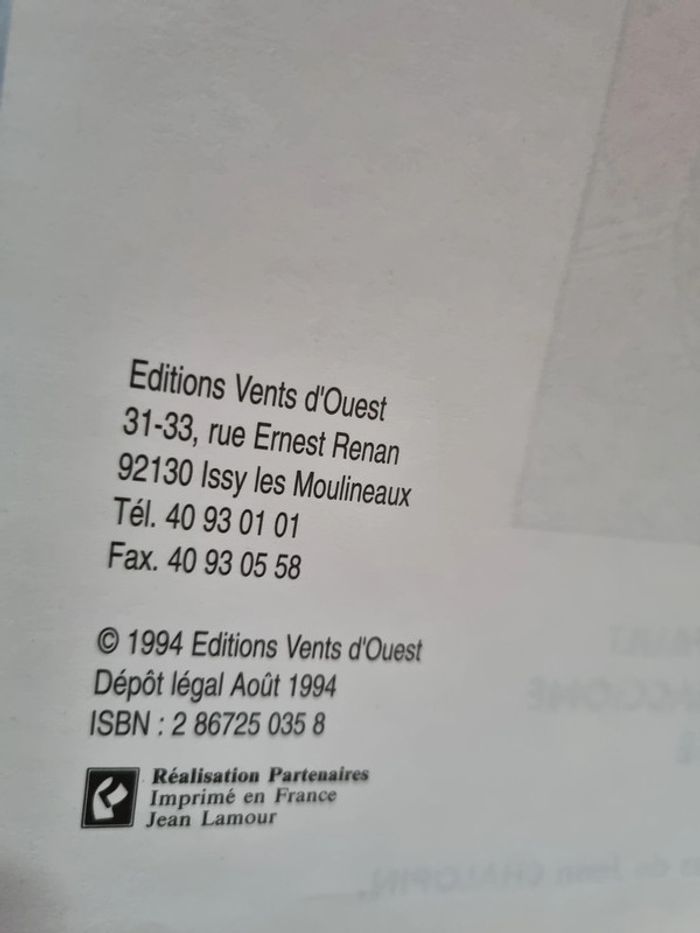 Editions Vents d'Ouest
31-33, rue Ernest Renan
92130 Issy les Moulineaux
Tél. 40 93 01 01
Fax. 40 93 05 58
© 1994 Editions Vents d'Ouest
Dépôt légal Août 1994
ISBN : 2 86725 035 8
Réalisation Partenaires
Imprimé en France
Jean Lamour